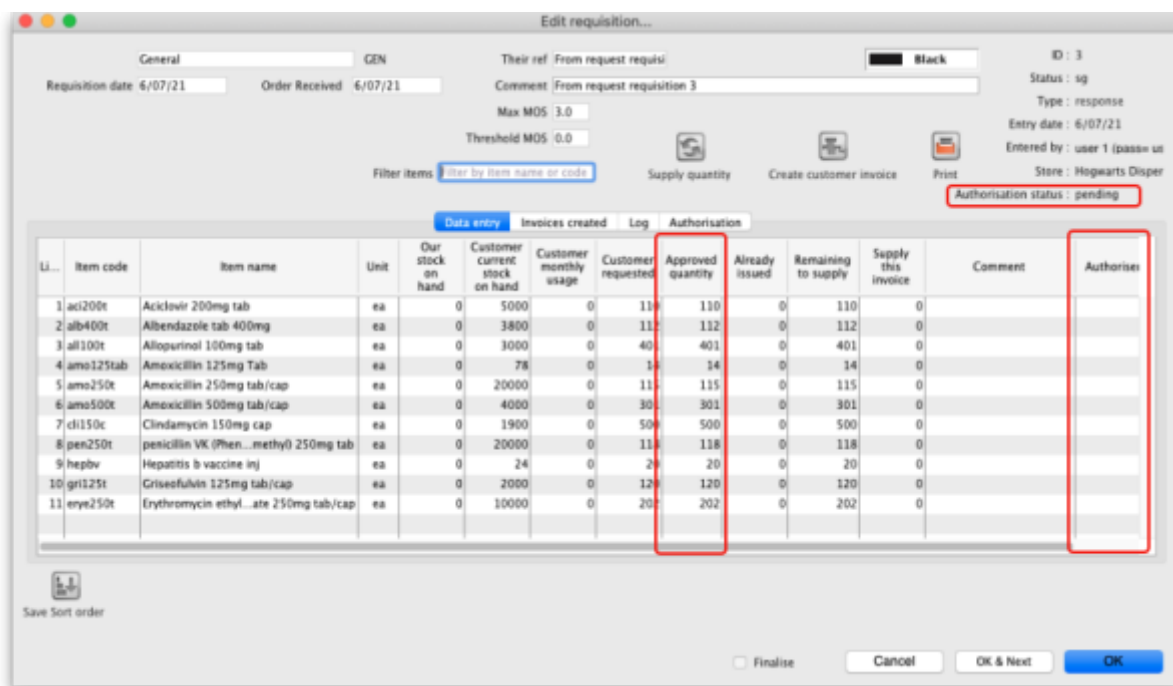 Edit requisition...
General GEN Their ref From request requisi Black ID : 3
Requisition date 6/07/21 Order Received 6/07/21 Comment From request requisition 3 Status : sg
Max MOS 3.0 Type : response
Threshold MOS 0.0 Entry date : 6/07/21
Entered by : user 1 (pass= us
Filter items Filter by item name or code Supply quantity Create customer invoice Print Store : Hogwarts Disper
Authorisation status : pending
Data entry Invoices created Log Authorisation
Li... Item code Item name Unit Our stock on hand Customer current stock on hand Customer monthly usage Customer requested Approved quantity Already issued Remaining to supply Supply this invoice Comment Authoriser
1 aci200t Aciclovir 200mg tab ea 0 5000 0 110 110 0 110 0
2 alb400t Albendazole tab 400mg ea 0 3800 0 112 112 0 112 0
3 all100t Allopurinol 100mg tab ea 0 3000 0 401 401 0 401 0
4 amo125tab Amoxicillin 125mg Tab ea 0 78 0 14 14 0 14 0
5 amo250t Amoxicillin 250mg tab/cap ea 0 20000 0 115 115 0 115 0
6 amo500t Amoxicillin 500mg tab/cap ea 0 4000 0 301 301 0 301 0
7 cli150c Clindamycin 150mg cap ea 0 1900 0 500 500 0 500 0
8 pen250t penicillin VK (Phen...methyl) 250mg tab ea 0 20000 0 118 118 0 118 0
9 hepbv Hepatitis b vaccine inj ea 0 24 0 20 20 0 20 0
10 gri125t Griseofulvin 125mg tab/cap ea 0 2000 0 120 120 0 120 0
11 erye250t Erythromycin ethyl...ate 250mg tab/cap ea 0 10000 0 202 202 0 202 0
Save Sort order
Finalise Cancel OK & Next OK